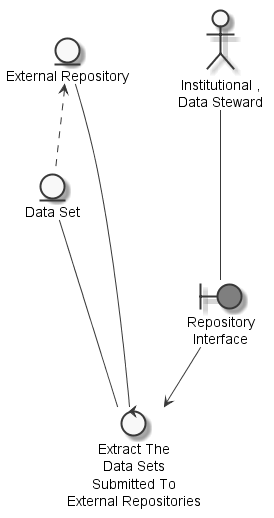 External Repository
Institutional ,
Data Steward
Data Set
Repository
Interface
Extract The
Data Sets
Submitted To
External Repositories